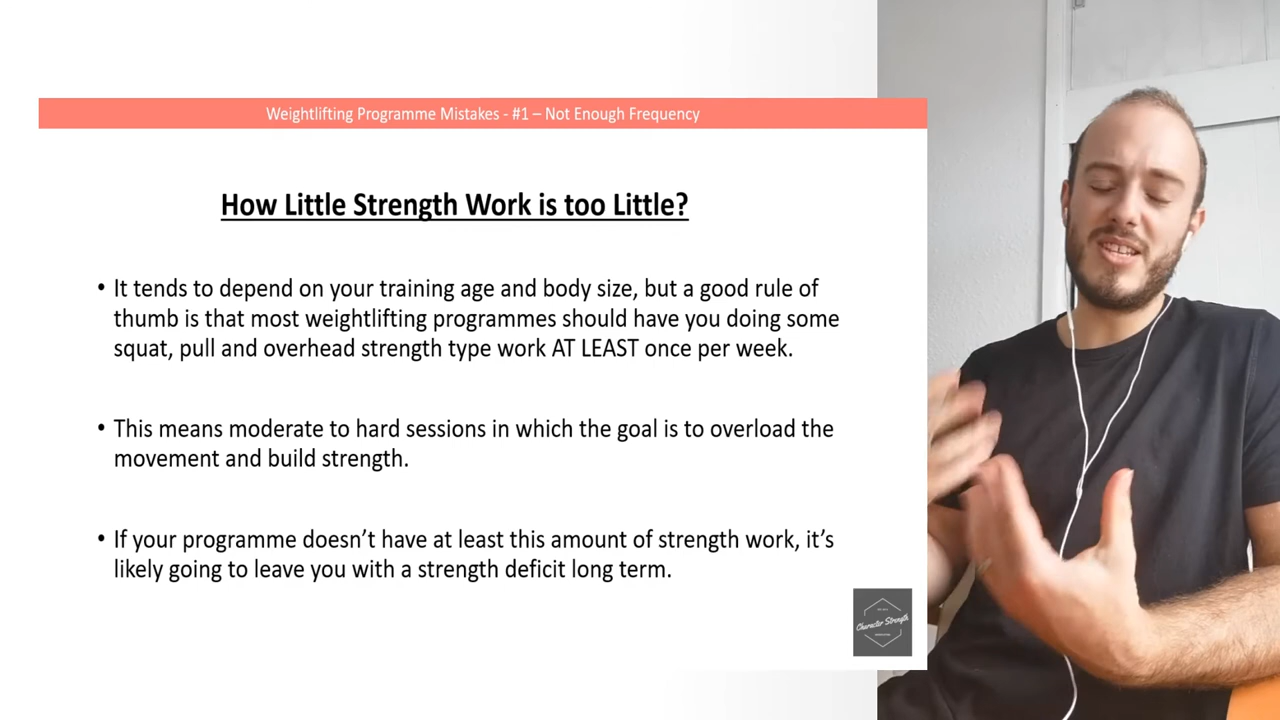 Weightlifting Programme Mistakes - #1 – Not Enough Frequency
How Little Strength Work is too Little?
• It tends to depend on your training age and body size, but a good rule of
thumb is that most weightlifting programmes should have you doing some
squat, pull and overhead strength type work AT LEAST once per week.
• This means moderate to hard sessions in which the goal is to overload the
movement and build strength.
• If your programme doesn’t have at least this amount of strength work, it’s
likely going to leave you with a strength deficit long term.
Character Strength